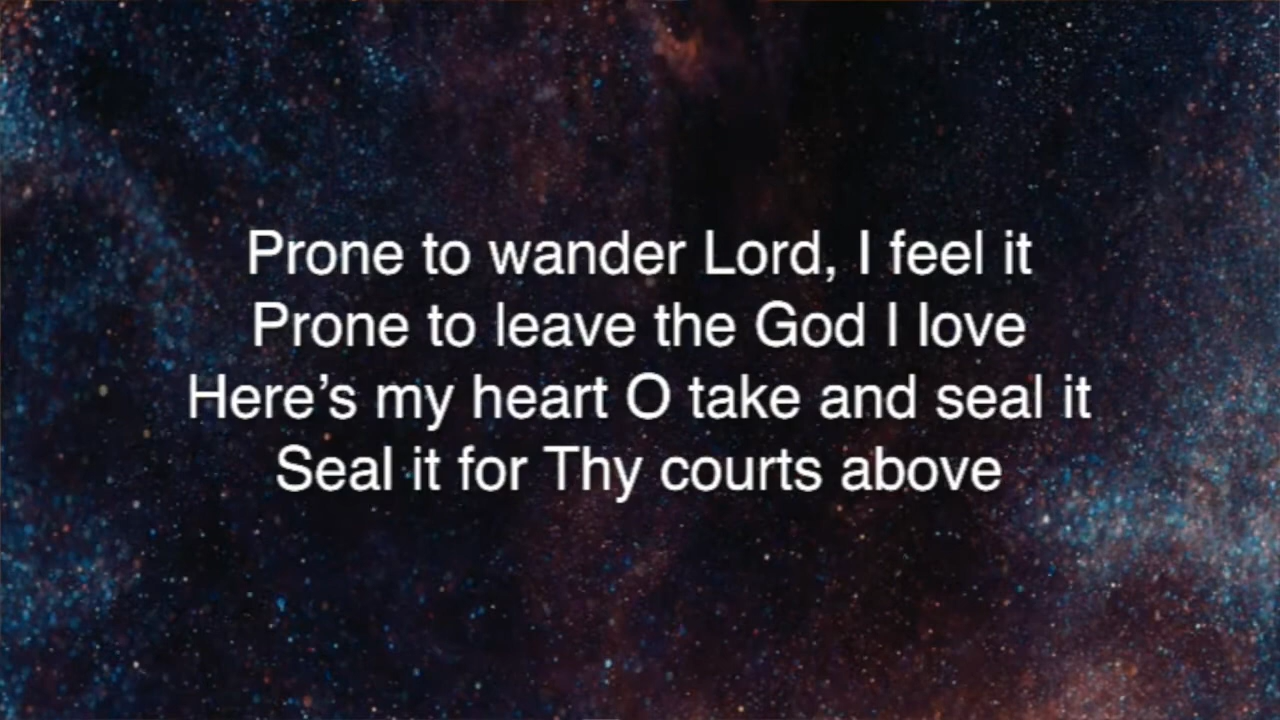 Prone to wander Lord, I feel it
Prone to leave the God I love
Here’s my heart O take and seal it
Seal it for Thy courts above